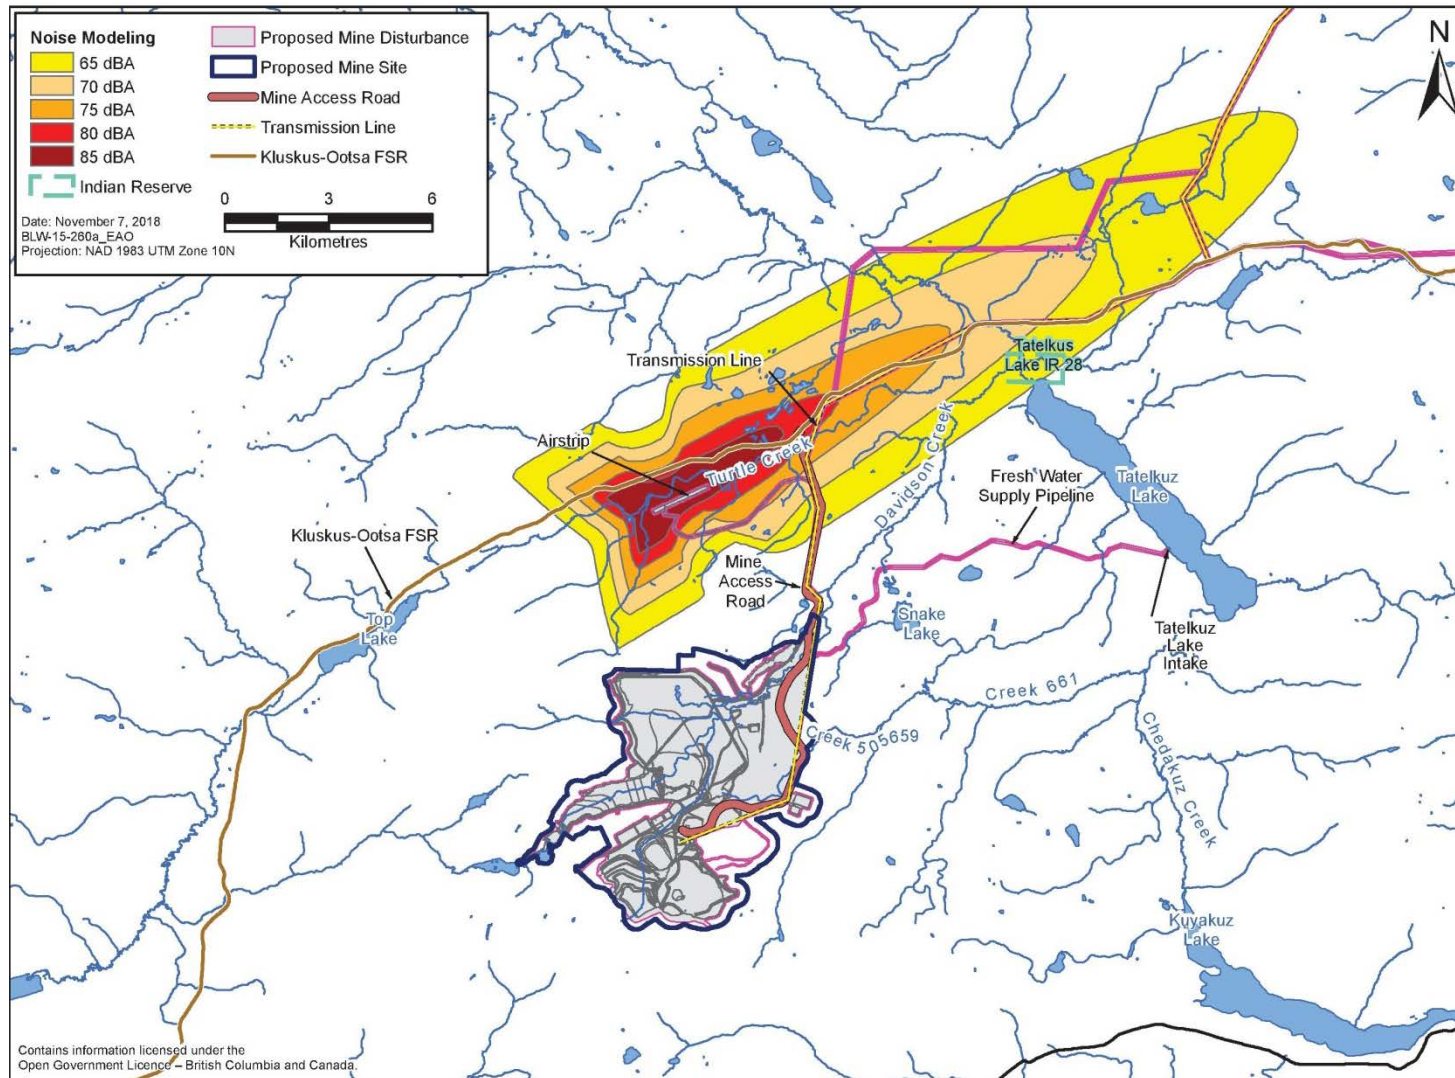 Noise Modeling
65 dBA
70 dBA
75 dBA
80 dBA
85 dBA
Indian Reserve
Proposed Mine Disturbance
Proposed Mine Site
Mine Access Road
Transmission Line
Kluskus-Ootsa FSR
Date: November 7, 2018
BLW-15-260a_EAO
Projection: NAD 1983 UTM Zone 10N
0 3 6
Kilometres
N
Tatelkus
Lake IR 28
Transmission Line
Airstrip
Turtle Creek
Davidson Creek
Tatelkuz
Lake
Fresh Water
Supply Pipeline
Kluskus-Ootsa FSR
Mine
Access
Road
Top
Lake
Snake
Lake
Tatelkuz
Lake
Intake
Creek 661
Creek 505659
Chedakuz Creek
Kuyakuz
Lake
Contains information licensed under the
Open Government Licence – British Columbia and Canada.